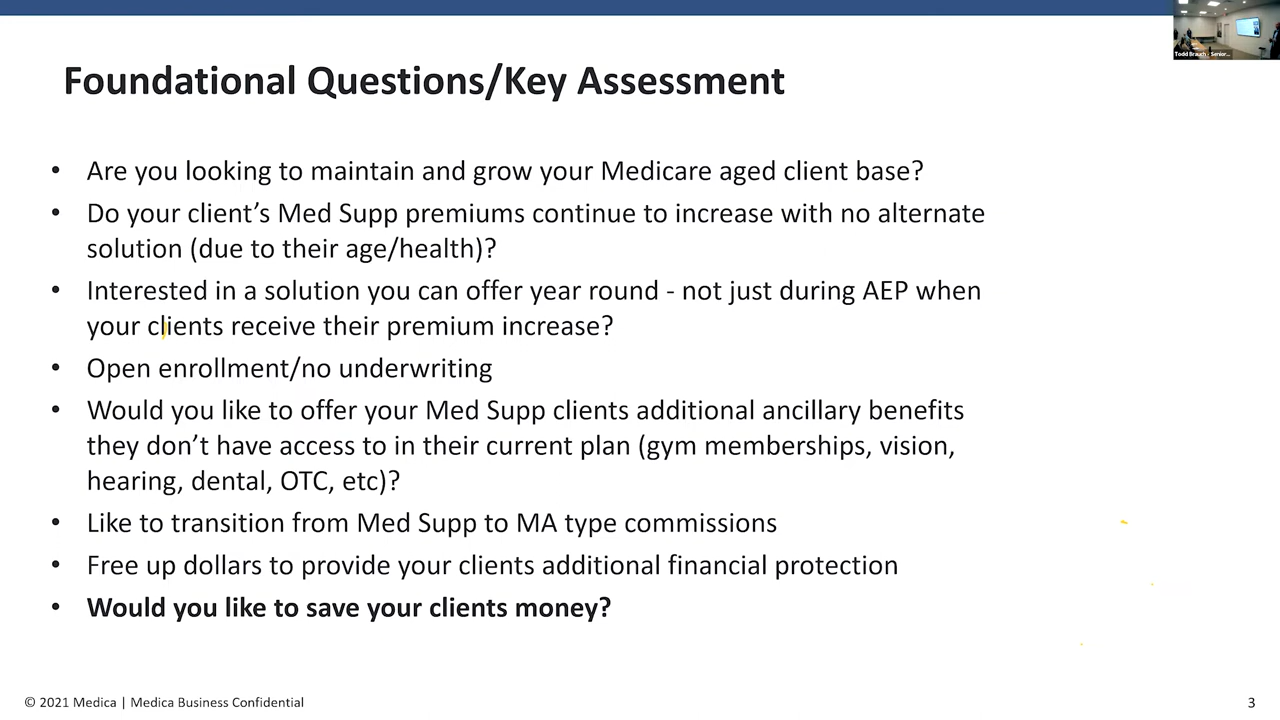 Todd Brauch - Senior...
Foundational Questions/Key Assessment
• Are you looking to maintain and grow your Medicare aged client base?
• Do your client’s Med Supp premiums continue to increase with no alternate
solution (due to their age/health)?
• Interested in a solution you can offer year round - not just during AEP when
your clients receive their premium increase?
• Open enrollment/no underwriting
• Would you like to offer your Med Supp clients additional ancillary benefits
they don’t have access to in their current plan (gym memberships, vision,
hearing, dental, OTC, etc)?
• Like to transition from Med Supp to MA type commissions
• Free up dollars to provide your clients additional financial protection
• Would you like to save your clients money?
© 2021 Medica | Medica Business Confidential
3